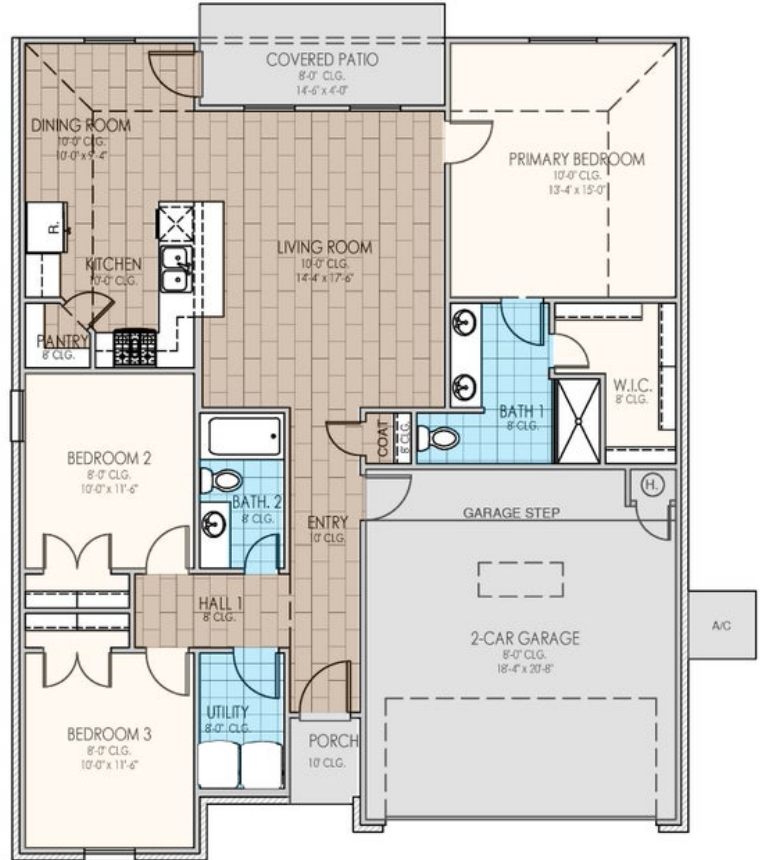 COVERED PATIO
8'-0" CLG.
14'-6" x 4'-0"
DINING ROOM
10'-0" CLG.
10'-0" x 9'-4"
PRIMARY BEDROOM
10'-0" CLG.
13'-4" x 15'-0"
R.
KITCHEN
10'-0" CLG.
LIVING ROOM
10'-0" CLG.
14'-4" x 17'-6"
PANTRY
8' CLG.
W.I.C.
8' CLG.
BATH 1
8' CLG.
COAT
8' CLG.
BEDROOM 2
8'-0" CLG.
10'-0" x 11'-6"
BATH. 2
8' CLG.
ENTRY
10' CLG.
H.
GARAGE STEP
HALL 1
8' CLG.
2-CAR GARAGE
8'-0" CLG.
18'-4" x 20'-8"
A/C
UTILITY
8'-0" CLG.
BEDROOM 3
8'-0" CLG.
10'-0" x 11'-6"
PORCH
10' CLG.